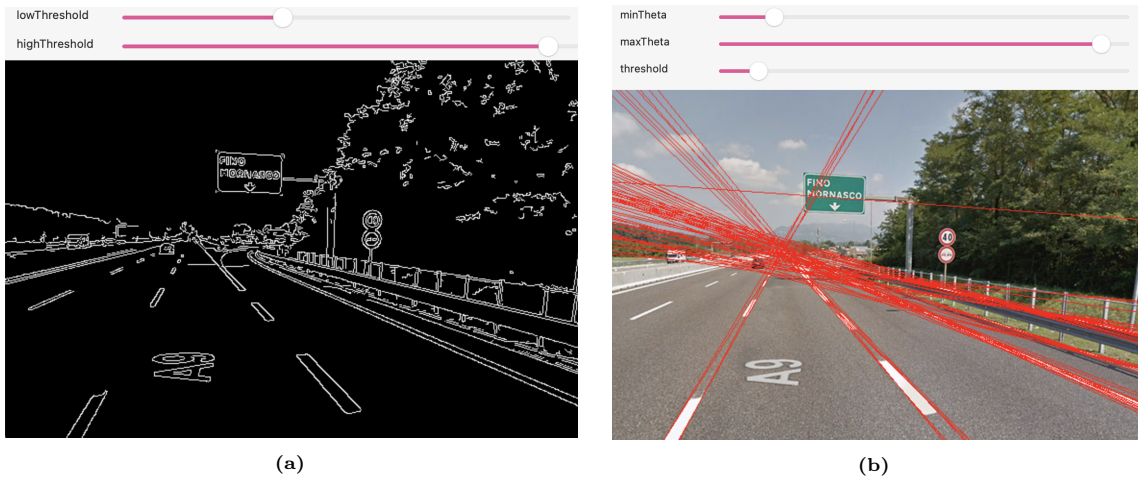 lowThreshold
highThreshold
FINO
MORNASCO
A9
(a)
minTheta
maxTheta
threshold
FINO
MORNASCO
40
A9
(b)